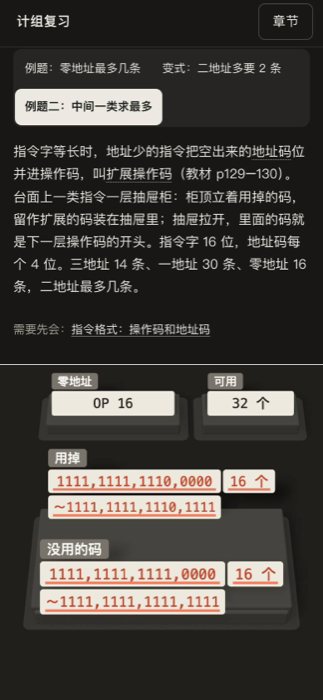 计组复习
章节
例题：零地址最多几条
变式：二地址多要 2 条
例题二：中间一类求最多
指令字等长时，地址少的指令把空出来的地址码位
并进操作码，叫扩展操作码（教材 p129—130）。
台面上一类指令一层抽屉柜：柜顶立着用掉的码，
留作扩展的码装在抽屉里；抽屉拉开，里面的码就
是下一层操作码的开头。指令字 16 位，地址码每
个 4 位。三地址 14 条、一地址 30 条、零地址 16
条，二地址最多几条。
需要先会：指令格式：操作码和地址码
零地址
可用
OP 16
32 个
用掉
1111,1111,1110,0000
16 个
～1111,1111,1110,1111
没用的码
1111,1111,1111,0000
16 个
～1111,1111,1111,1111